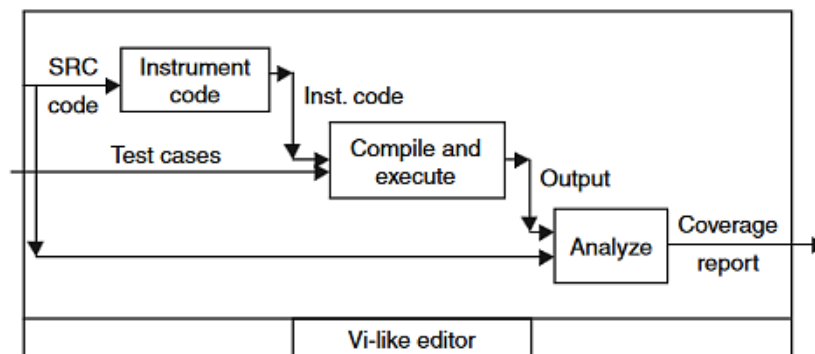 SRC
code
Instrument
code
Inst. code
Test cases
Compile and
execute
Output
Analyze
Coverage
report
Vi-like editor